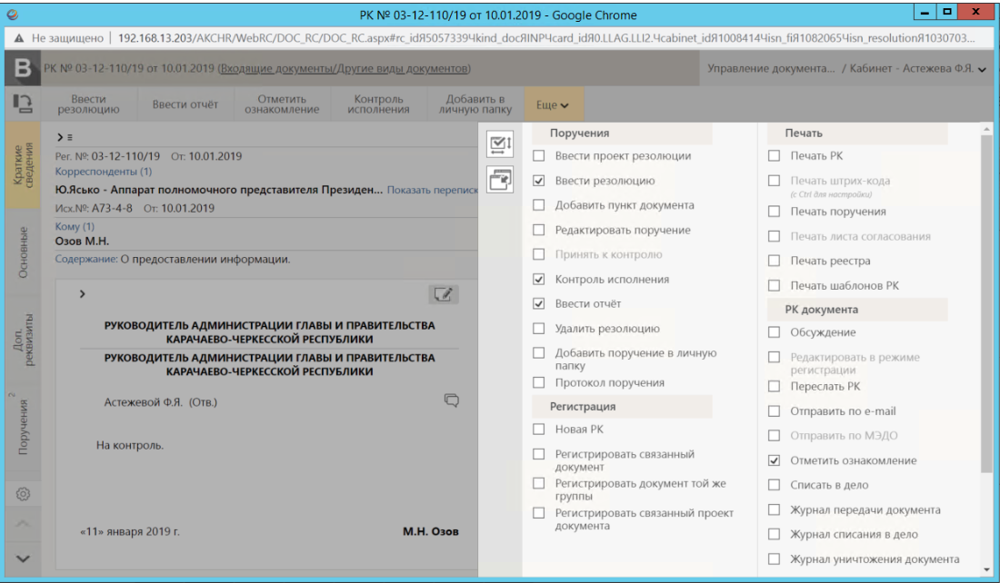 РК № 03-12-110/19 от 10.01.2019 - Google Chrome
Не защищено | 192.168.13.203/AKCHR/WebRC/DOC_RC/DOC_RC.aspx#rc_idЯ5057339Чkind_docЯINPЧcard_idЯ0.LLAG.LLI2.Чcabinet_idЯ1008414Чisn_fiЯ1082065Чisn_resolutionЯ1030703...
В РК № 03-12-110/19 от 10.01.2019 (Входящие документы/Другие виды документов)
Управление документа... / Кабинет - Астежева Ф.Я.
Ввести резолюцию
Ввести отчёт
Отметить ознакомление
Контроль исполнения
Добавить в личную папку
Еще
Краткие сведения
Основные
Доп. реквизиты
Поручения 2
Рег. №: 03-12-110/19 От: 10.01.2019
Корреспонденты (1)
Ю.Ясько - Аппарат полномочного представителя Президен... Показать переписк
Исх.№: А73-4-8 От: 10.01.2019
Кому (1)
Озов М.Н.
Содержание: О предоставлении информации.
РУКОВОДИТЕЛЬ АДМИНИСТРАЦИИ ГЛАВЫ И ПРАВИТЕЛЬСТВА
КАРАЧАЕВО-ЧЕРКЕССКОЙ РЕСПУБЛИКИ
РУКОВОДИТЕЛЬ АДМИНИСТРАЦИИ ГЛАВЫ И ПРАВИТЕЛЬСТВА
КАРАЧАЕВО-ЧЕРКЕССКОЙ РЕСПУБЛИКИ
Астежевой Ф.Я. (Отв.)
На контроль.
«11» января 2019 г. М.Н. Озов
Поручения
Ввести проект резолюции
Ввести резолюцию
Добавить пункт документа
Редактировать поручение
Принять к контролю
Контроль исполнения
Ввести отчёт
Удалить резолюцию
Добавить поручение в личную
папку
Протокол поручения
Регистрация
Новая РК
Регистрировать связанный
документ
Регистрировать документ той же
группы
Регистрировать связанный проект
документа
Печать
Печать РК
Печать штрих-кода
(с Ctrl для настройки)
Печать поручения
Печать листа согласования
Печать реестра
Печать шаблонов РК
РК документа
Обсуждение
Редактировать в режиме
регистрации
Переслать РК
Отправить по e-mail
Отправить по МЭДО
Отметить ознакомление
Списать в дело
Журнал передачи документа
Журнал списания в дело
Журнал уничтожения документа